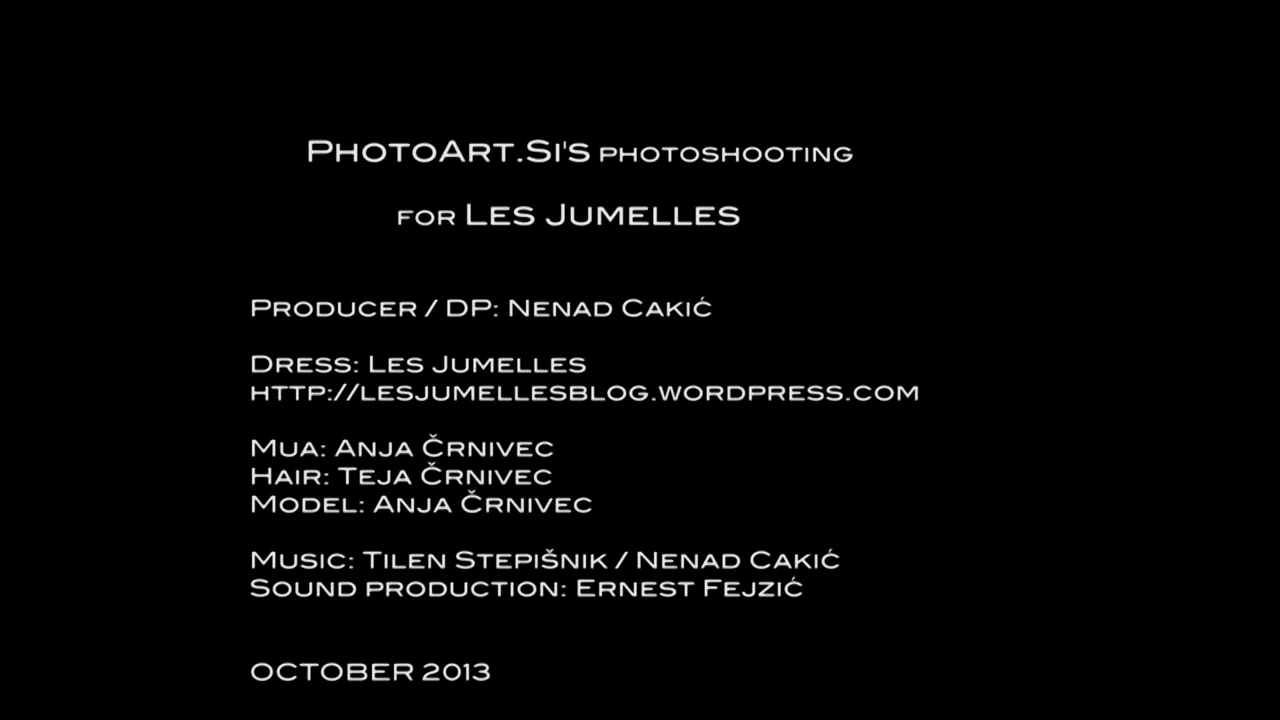 PhotoArt.Si's photoshooting
for Les Jumelles
Producer / DP: Nenad Cakić
Dress: Les Jumelles
http://lesjumellesblog.wordpress.com
Mua: Anja Črnivec
Hair: Teja Črnivec
Model: Anja Črnivec
Music: Tilen Stepišnik / Nenad Cakić
Sound production: Ernest Fejzić
OCTOBER 2013